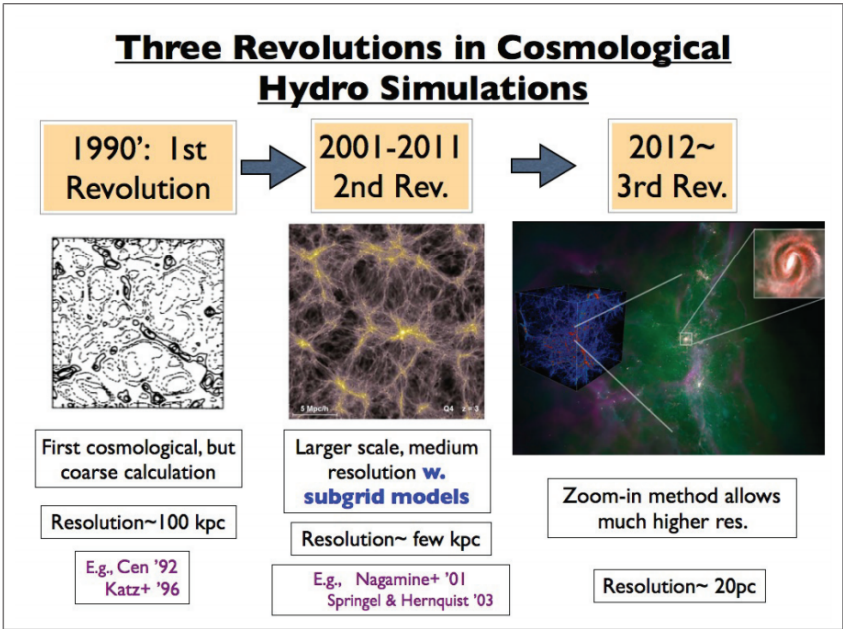 Three Revolutions in Cosmological
Hydro Simulations
1990': 1st
Revolution
2001-2011
2nd Rev.
2012~
3rd Rev.
5 Mpc/h
Q4 z = 3
First cosmological, but
coarse calculation
Resolution~100 kpc
E.g., Cen '92
Katz+ '96
Larger scale, medium
resolution w.
subgrid models
Resolution~ few kpc
E.g., Nagamine+ '01
Springel & Hernquist '03
Zoom-in method allows
much higher res.
Resolution~ 20pc